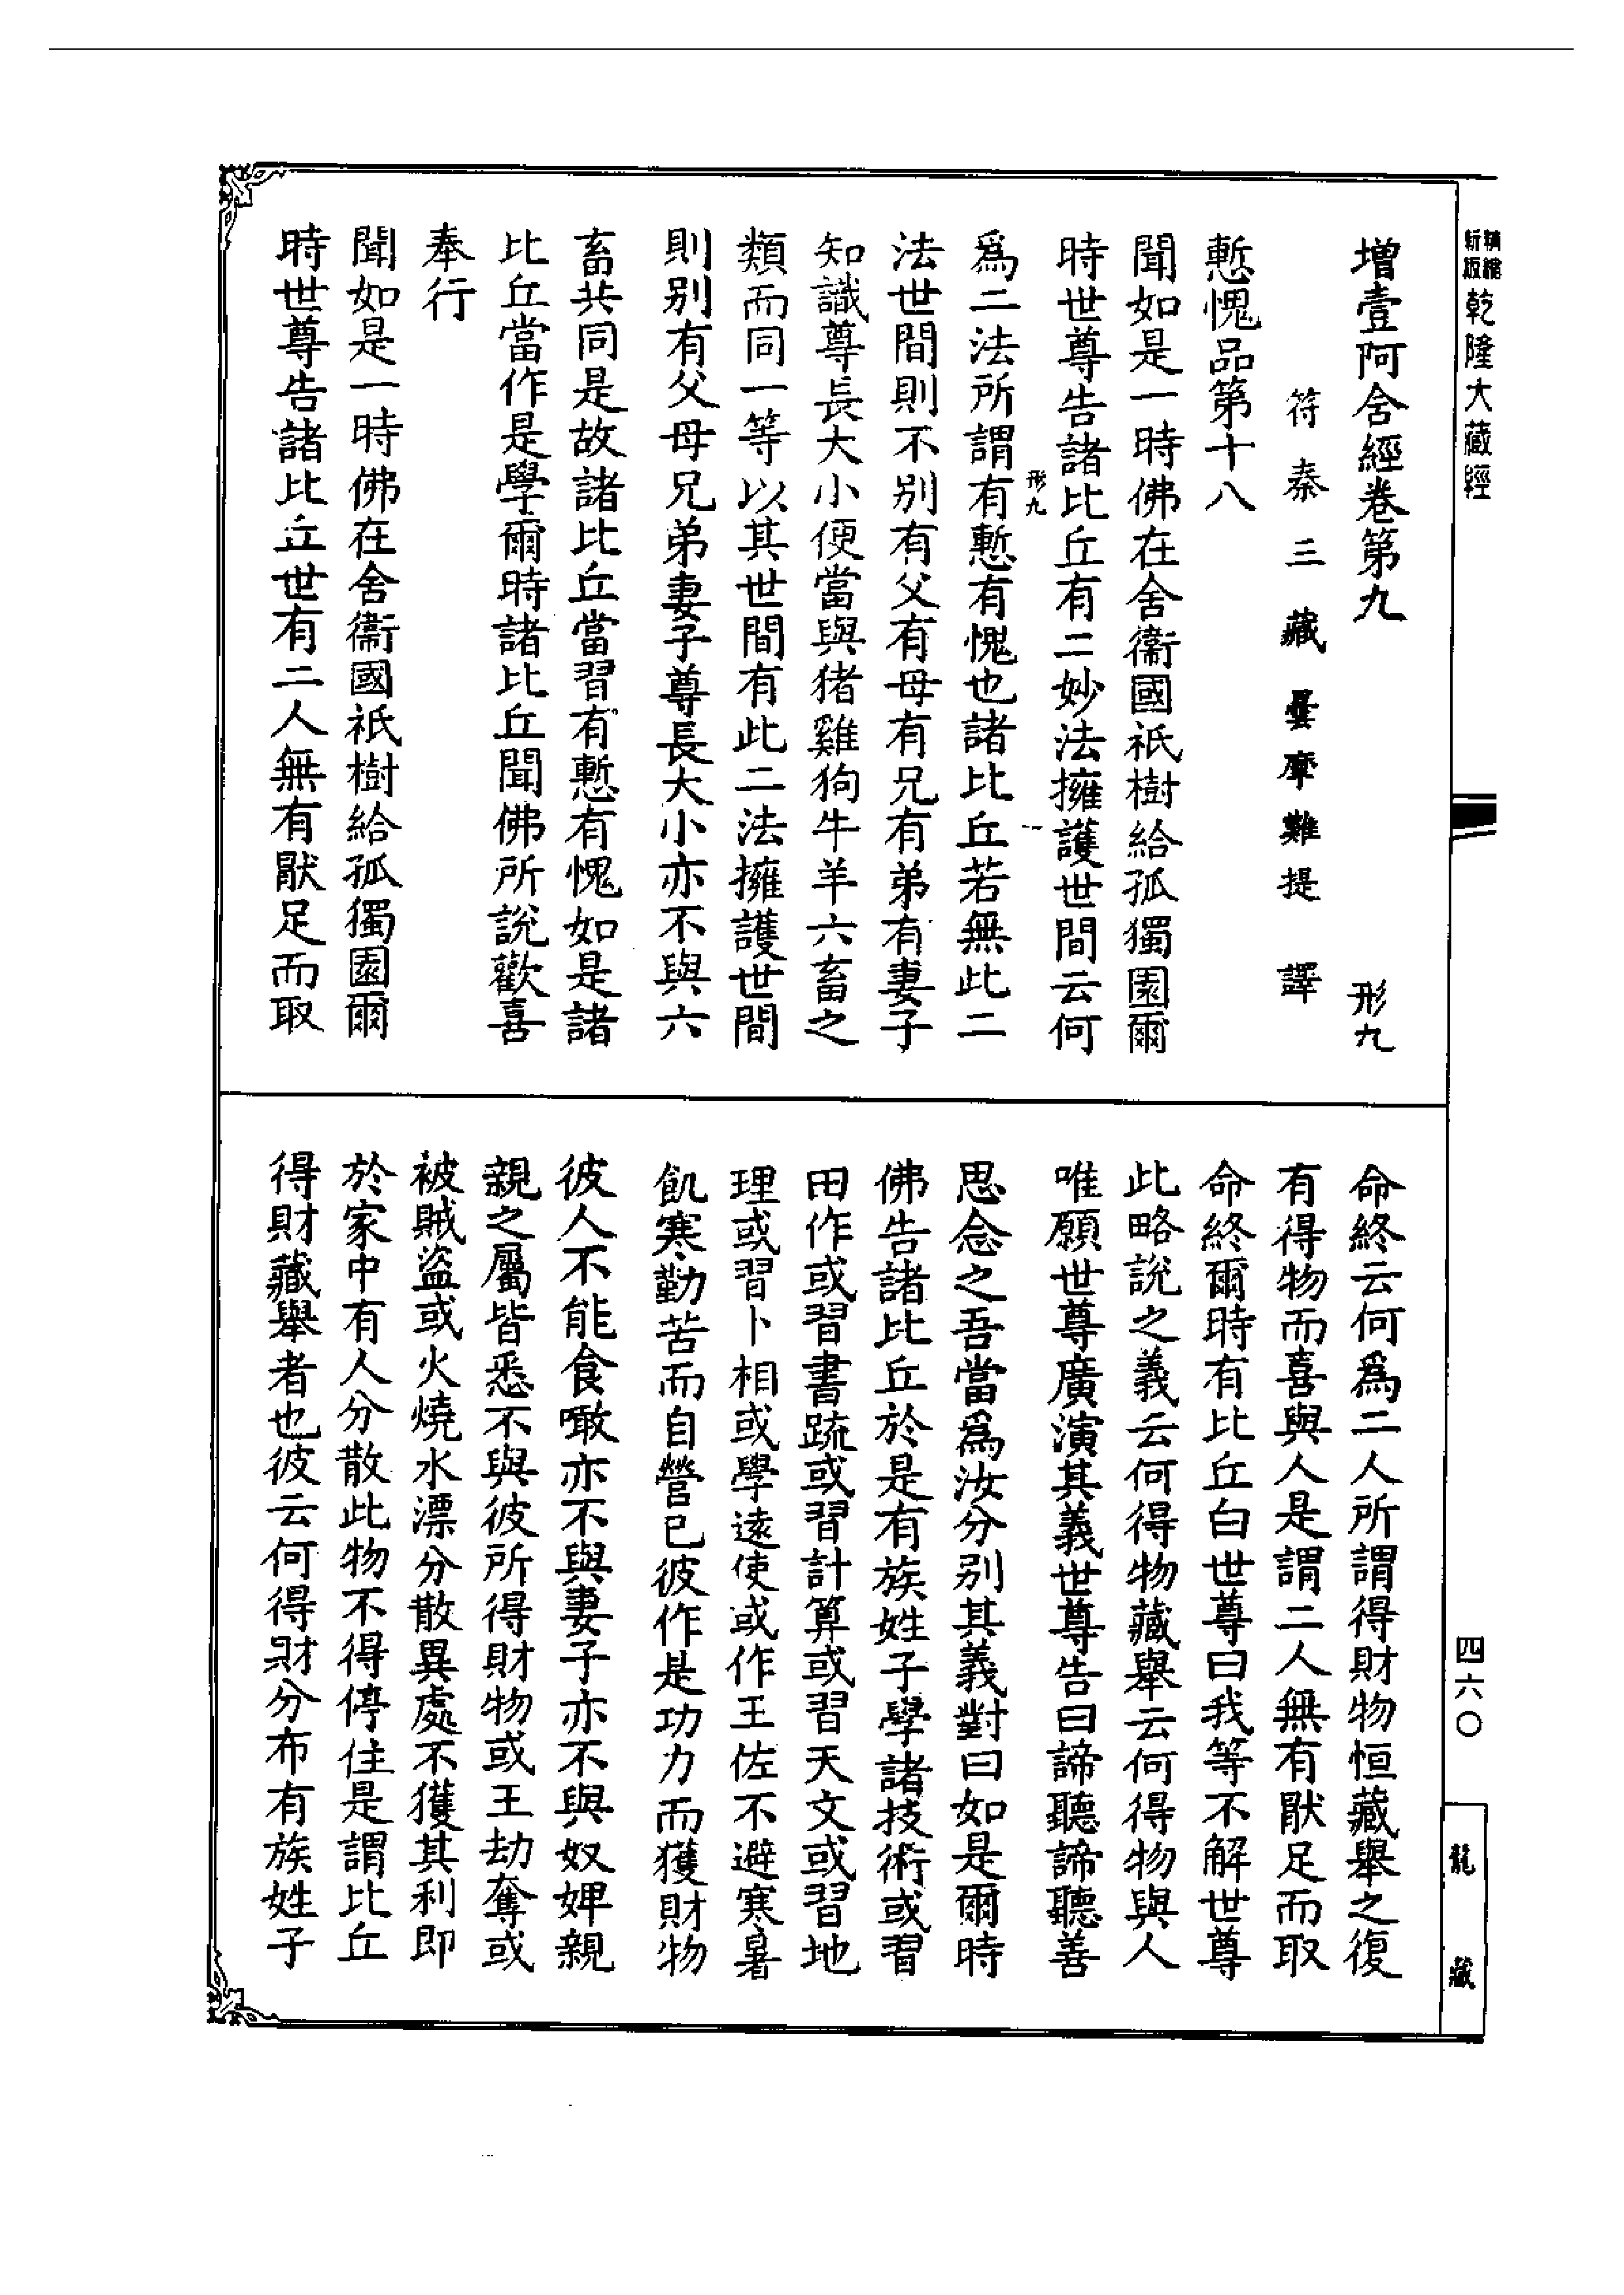 精縮
新版
乾隆大藏經
增壹阿舍經卷第九 形九
符秦三藏曇摩難提 譯
慙愧品第十八
聞如是一時佛在舍衞國祇樹給孤獨園爾
時世尊告諸比丘有二妙法擁護世間云何
形九
爲二法所謂有慙有愧也諸比丘若無此二
法世間則不別有父有母有兄有弟有妻子
知識尊長大小便當與猪雞狗牛羊六畜之
類而同一等以其世間有此二法擁護世間
則別有父母兄弟妻子尊長大小亦不與六
畜共同是故諸比丘當習有慙有愧如是諸
比丘當作是學爾時諸比丘聞佛所說歡喜
奉行
聞如是一時佛在舍衞國祇樹給孤獨園爾
時世尊告諸比丘世有二人無有厭足而取
命終云何爲二人所謂得財物恒藏舉之復
有得物而喜與人是謂二人無有厭足而取
命終爾時有比丘白世尊曰我等不解世尊
此略說之義云何得物藏舉云何得物與人
唯願世尊廣演其義世尊告曰諦聽諦聽善
思念之吾當爲汝分別其義對曰如是爾時
佛告諸比丘於是有族姓子學諸技術或習
田作或習書疏或習計算或習天文或習地
理或習卜相或學遠使或作王佐不避寒暑
飢寒勤苦而自營已彼作是功力而獲財物
彼人不能食噉亦不與妻子亦不與奴婢親
親之屬皆悉不與彼所得財物或王劫奪或
被賊盜或火燒水漂分散異處不獲其利即
於家中有人分散此物不得停住是謂比丘
得財藏舉者也彼云何得財分布有族姓子
四六〇
龍藏